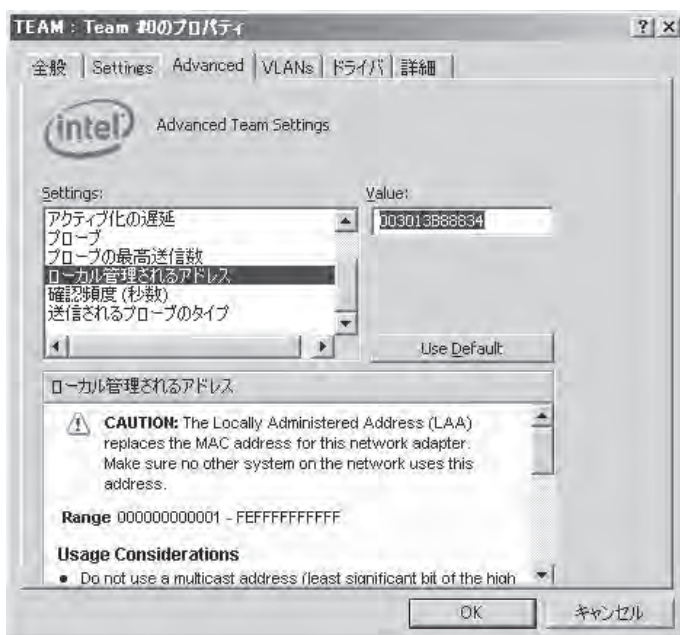 TEAM : Team #0のプロパティ
? ×
全般 Settings Advanced VLANs ドライバ 詳細
intel
Advanced Team Settings
Settings:
Value:
アクティブ化の遅延
プローブ
プローブの最高送信数
ローカル管理されるアドレス
確認頻度 (秒数)
送信されるプローブのタイプ
003013B88834
Use Default
ローカル管理されるアドレス
CAUTION: The Locally Administered Address (LAA)
replaces the MAC address for this network adapter.
Make sure no other system on the network uses this
address.
Range 000000000001 - FEFFFFFFFFFF
Usage Considerations
• Do not use a multicast address (least significant bit of the high
OK
キャンセル